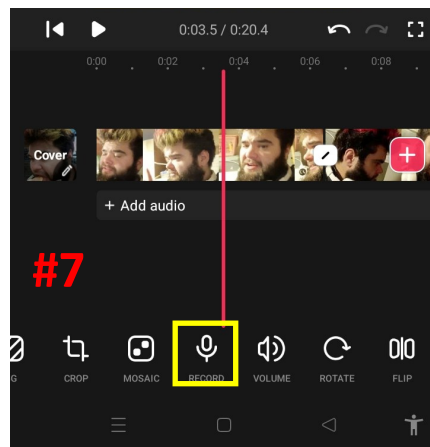 0:03.5 / 0:20.4
0:00 0:02 0:04 0:06 0:08
Cover
+ Add audio
#7
G CROP MOSAIC RECORD VOLUME ROTATE FLIP